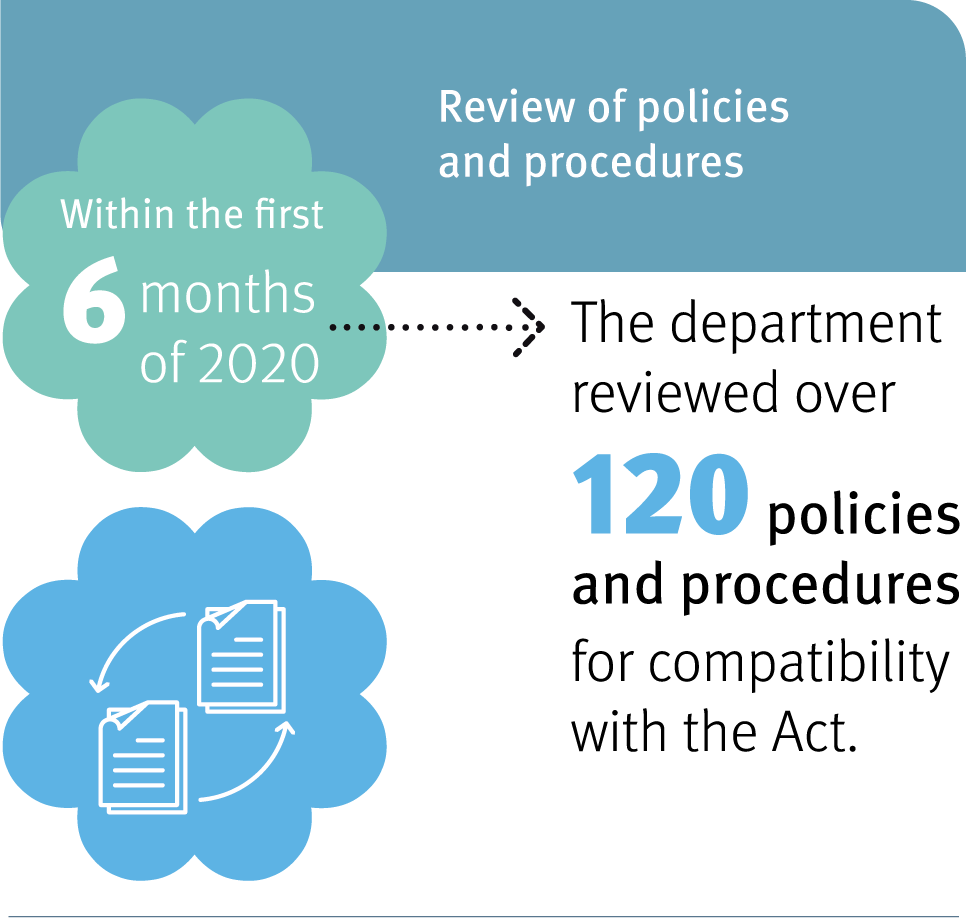 Review of policies
and procedures
Within the first
6 months
of 2020
The department
reviewed over
120 policies
and procedures
for compatibility
with the Act.